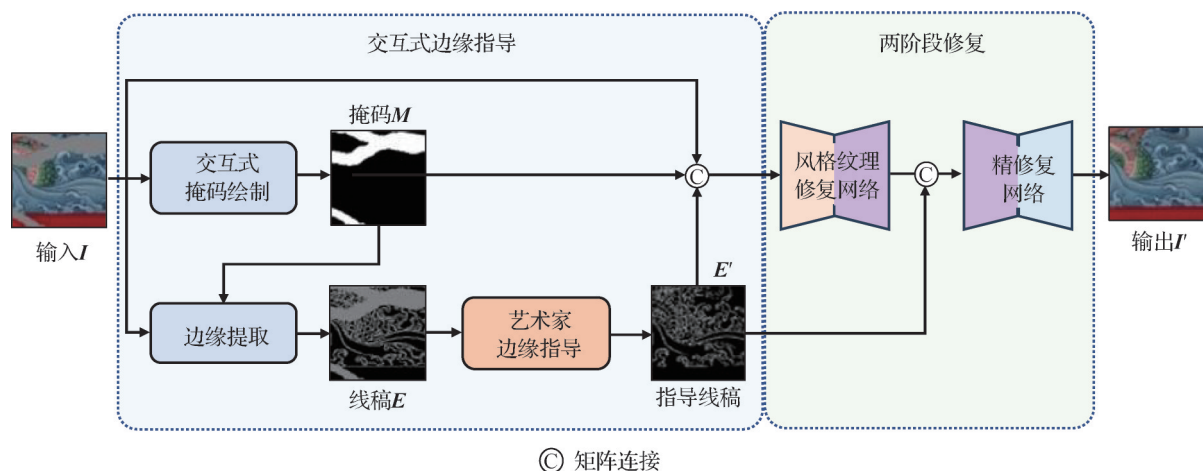 交互式边缘指导
两阶段修复
掩码M
交互式
掩码绘制
C
风格纹理
修复网络
C
精修复
网络
输入I
输出I'
E'
边缘提取
艺术家
边缘指导
线稿E
指导线稿
C 矩阵连接